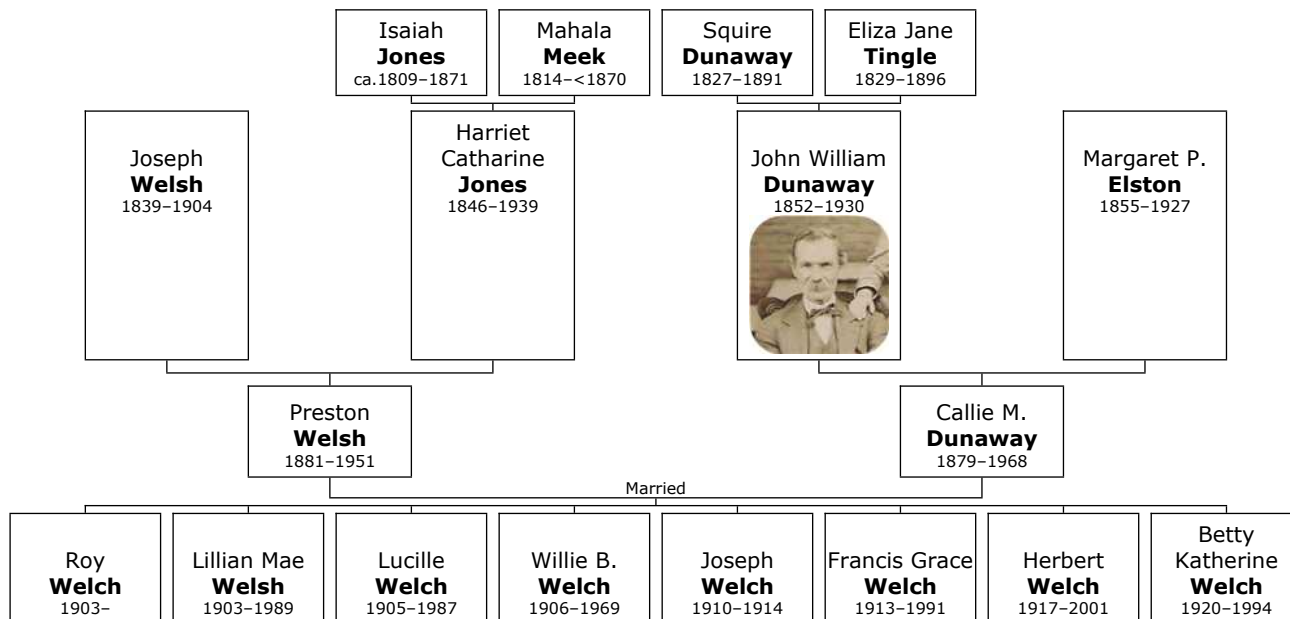 Isaiah
Jones
ca.1809–1871
Mahala
Meek
1814–<1870
Squire
Dunaway
1827–1891
Eliza Jane
Tingle
1829–1896
Joseph
Welsh
1839–1904
Harriet
Catharine
Jones
1846–1939
John William
Dunaway
1852–1930
Margaret P.
Elston
1855–1927
Preston
Welsh
1881–1951
Callie M.
Dunaway
1879–1968
Married
Roy
Welch
1903–
Lillian Mae
Welsh
1903–1989
Lucille
Welch
1905–1987
Willie B.
Welch
1906–1969
Joseph
Welch
1910–1914
Francis Grace
Welch
1913–1991
Herbert
Welch
1917–2001
Betty
Katherine
Welch
1920–1994